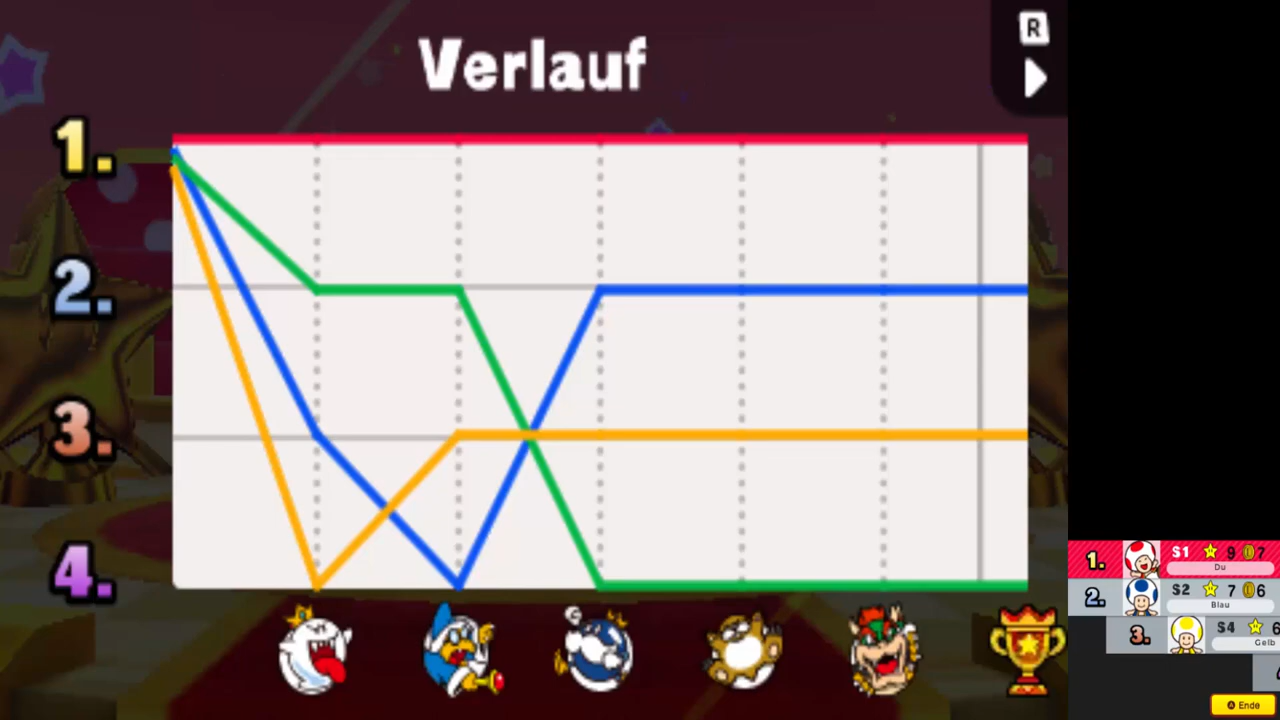 Verlauf
R
1.
2.
3.
4.
1. S1 9 7
Du
2. S2 7 6
Blau
3. S4 6
Gelb
A Ende